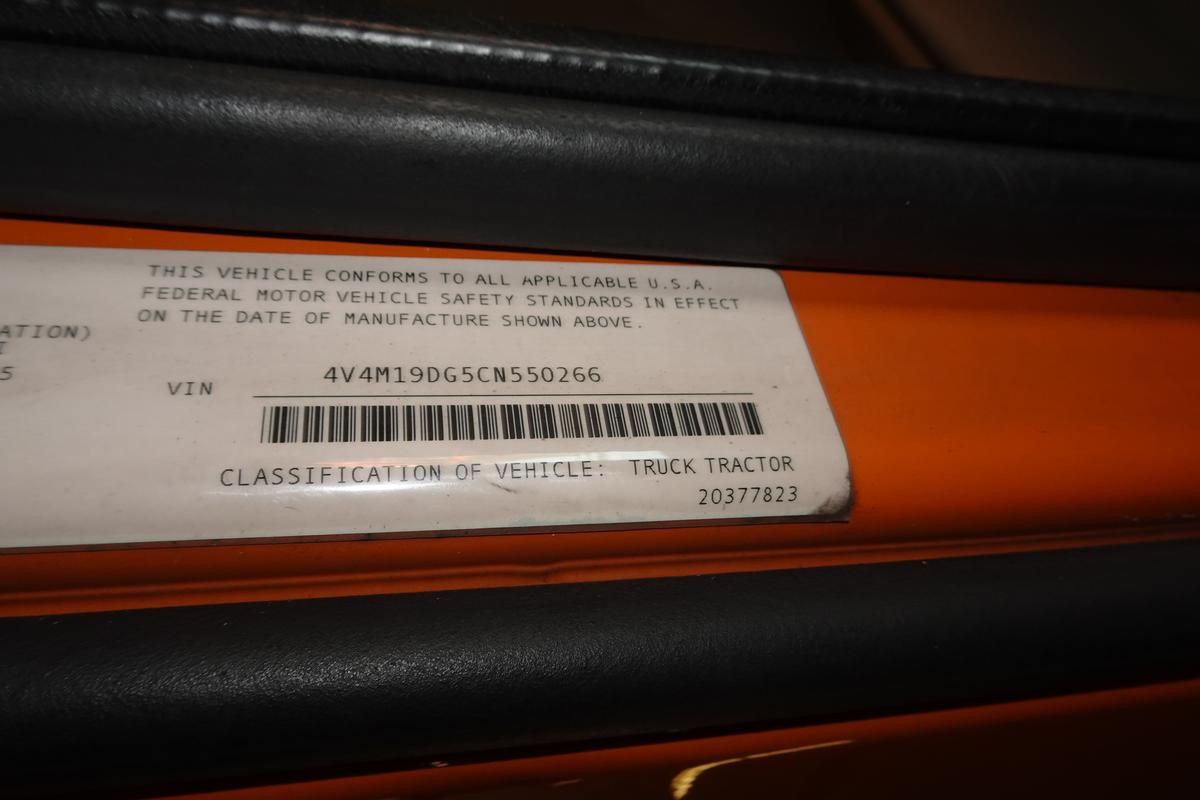 THIS VEHICLE CONFORMS TO ALL APPLICABLE U.S.A.
FEDERAL MOTOR VEHICLE SAFETY STANDARDS IN EFFECT
ON THE DATE OF MANUFACTURE SHOWN ABOVE.
ATION)
I
5
VIN 4V4M19DG5CN550266
CLASSIFICATION OF VEHICLE: TRUCK TRACTOR
20377823